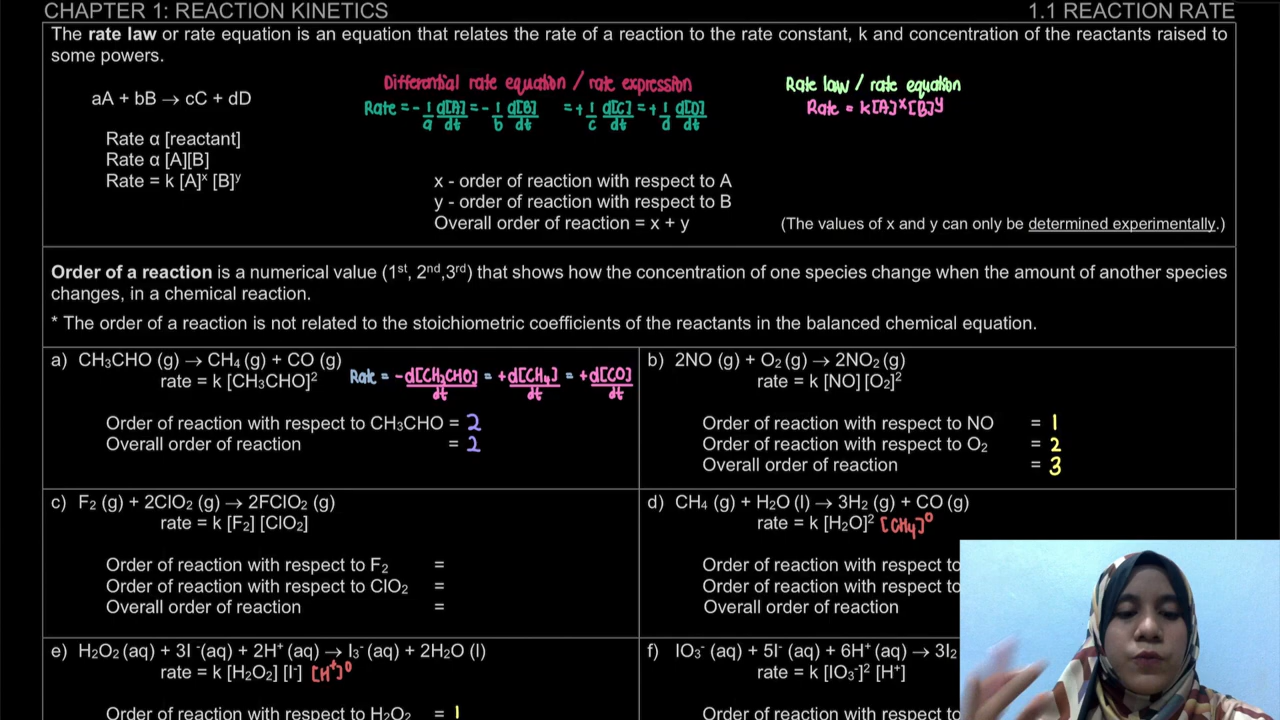 CHAPTER 1: REACTION KINETICS
1.1 REACTION RATE
The rate law or rate equation is an equation that relates the rate of a reaction to the rate constant, k and concentration of the reactants raised to
some powers.
Differential rate equation / rate expression
Rate law / rate equation
aA + bB → cC + dD
Rate = - 1/a d[A]/dt = - 1/b d[B]/dt = + 1/c d[C]/dt = + 1/d d[D]/dt
Rate = k[A]ˣ[B]ʸ
Rate α [reactant]
Rate α [A][B]
Rate = k [A]ˣ [B]ʸ
x - order of reaction with respect to A
y - order of reaction with respect to B
Overall order of reaction = x + y
(The values of x and y can only be determined experimentally.)
Order of a reaction is a numerical value (1ˢᵗ, 2ⁿᵈ,3ʳᵈ) that shows how the concentration of one species change when the amount of another species
changes, in a chemical reaction.
* The order of a reaction is not related to the stoichiometric coefficients of the reactants in the balanced chemical equation.
a) CH₃CHO (g) → CH₄ (g) + CO (g)
rate = k [CH₃CHO]²
Rate = - d[CH₃CHO]/dt = + d[CH₄]/dt = + d[CO]/dt
Order of reaction with respect to CH₃CHO = 2
Overall order of reaction = 2
b) 2NO (g) + O₂ (g) → 2NO₂ (g)
rate = k [NO] [O₂]²
Order of reaction with respect to NO = 1
Order of reaction with respect to O₂ = 2
Overall order of reaction = 3
c) F₂ (g) + 2ClO₂ (g) → 2FClO₂ (g)
rate = k [F₂] [ClO₂]
Order of reaction with respect to F₂ =
Order of reaction with respect to ClO₂ =
Overall order of reaction =
d) CH₄ (g) + H₂O (l) → 3H₂ (g) + CO (g)
rate = k [H₂O]² [CH₄]⁰
Order of reaction with respect to
Order of reaction with respect to
Overall order of reaction
e) H₂O₂ (aq) + 3I⁻(aq) + 2H⁺ (aq) → I₃⁻ (aq) + 2H₂O (l)
rate = k [H₂O₂] [I⁻] [H⁺]⁰
Order of reaction with respect to H₂O₂ = 1
f) IO₃⁻ (aq) + 5I⁻ (aq) + 6H⁺ (aq) → 3I₂
rate = k [IO₃⁻]² [H⁺]
Order of reaction with respect to